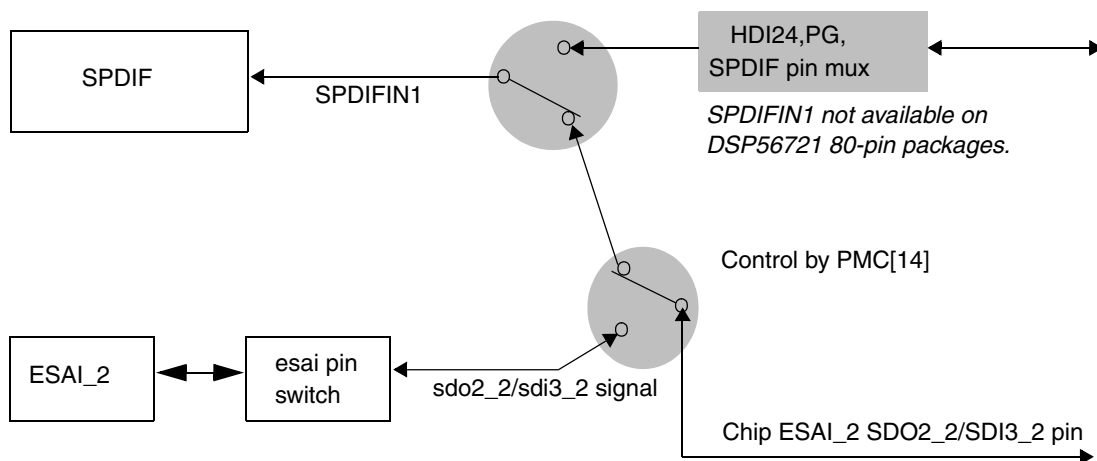 HDI24,PG,
SPDIF pin mux
SPDIF
SPDIFIN1
SPDIFIN1 not available on
DSP56721 80-pin packages.
Control by PMC[14]
ESAI_2
esai pin
switch
sdo2_2/sdi3_2 signal
Chip ESAI_2 SDO2_2/SDI3_2 pin